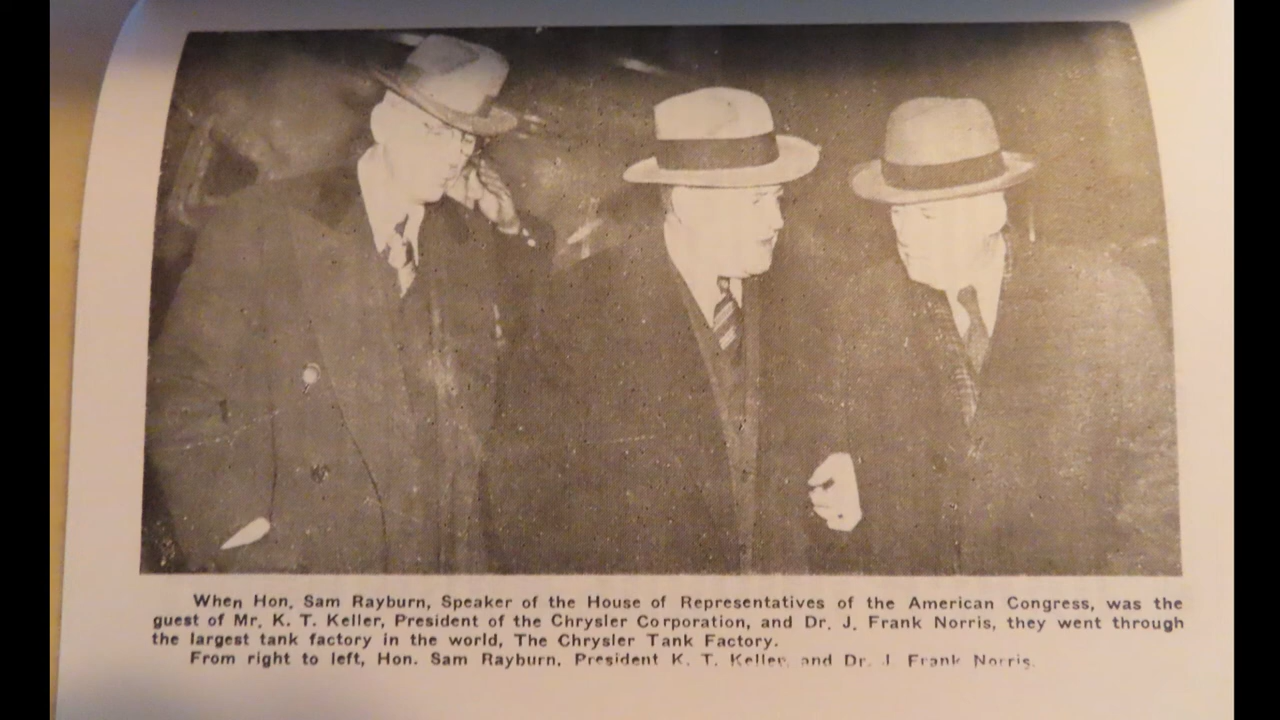 When Hon. Sam Rayburn, Speaker of the House of Representatives of the American Congress, was the
guest of Mr. K. T. Keller, President of the Chrysler Corporation, and Dr. J. Frank Norris, they went through
the largest tank factory in the world, The Chrysler Tank Factory.
From right to left, Hon. Sam Rayburn, President K. T. Keller, and Dr. J Frank Norris.